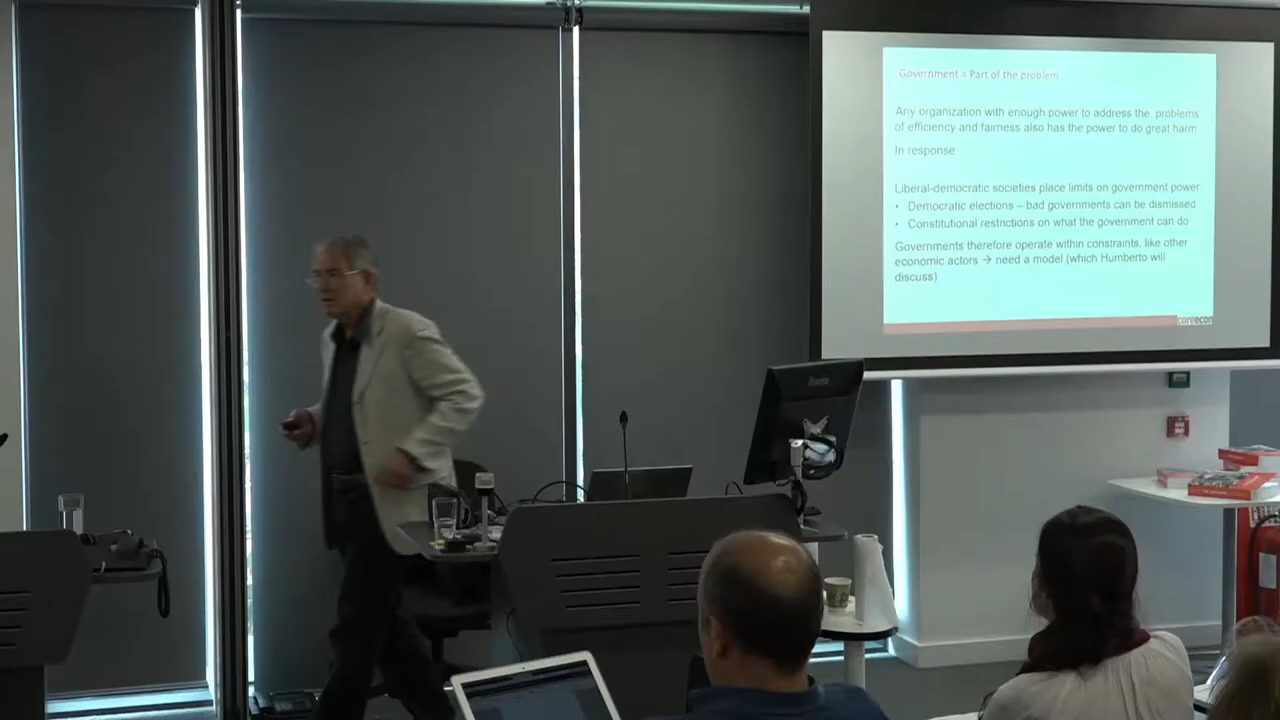 Government = Part of the problem
Any organization with enough power to address the problems
of efficiency and fairness also has the power to do great harm
In response
Liberal-democratic societies place limits on government power
• Democratic elections – bad governments can be dismissed
• Constitutional restrictions on what the government can do
Governments therefore operate within constraints, like other
economic actors → need a model (which Humberto will
discuss)
coreecon